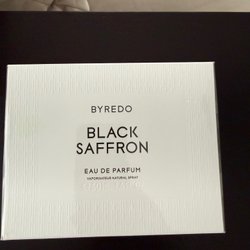 BYREDO
BLACK
SAFFRON
EAU DE PARFUM
VAPORISATEUR NATURAL SPRAY